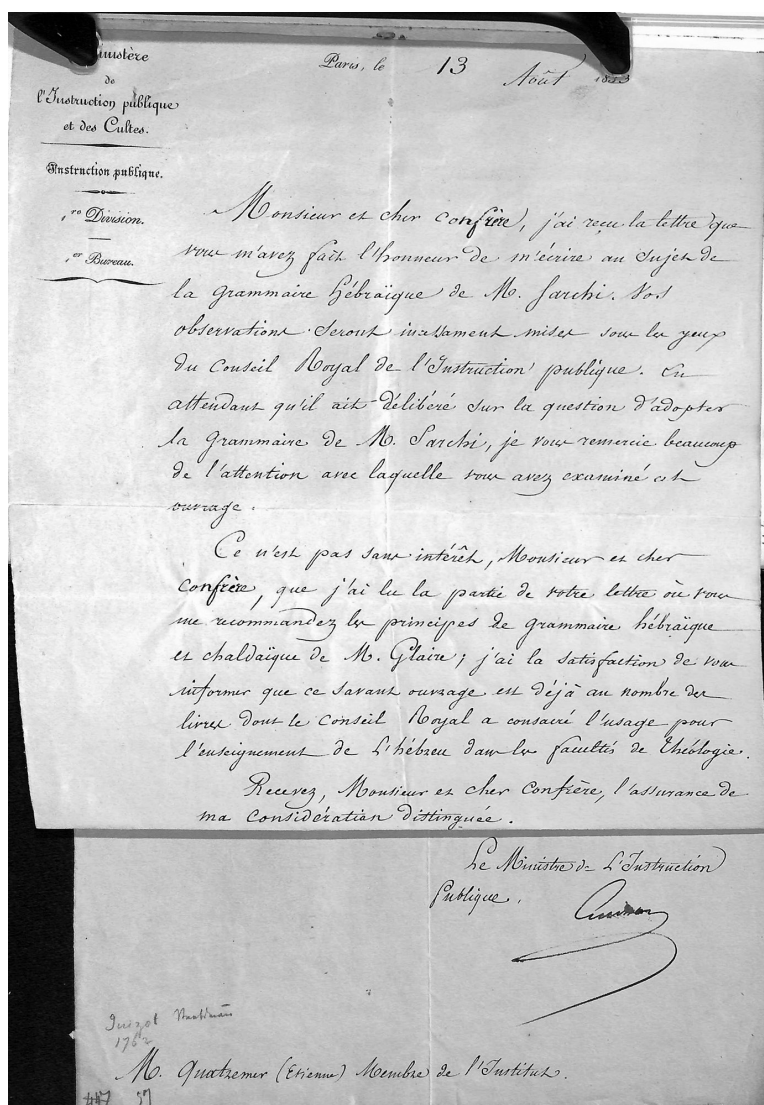 Ministère
de
l'Instruction publique
et des Cultes.
Instruction publique.
1re Division.
1er Bureau.
Paris, le 13 Août 1833
Monsieur et cher confrère, j'ai reçu la lettre que
vous m'avez fait l'honneur de m'écrire au sujet de
la grammaire hébraïque de M. Sarchi. Vos
observations seront incessament mises sous les yeux
du Conseil Royal de l'Instruction publique. En
attendant qu'il ait délibéré sur la question d'adopter
la grammaire de M. Sarchi, je vous remercie beaucoup
de l'attention avec laquelle vous avez examiné cet
ouvrage.
Ce n'est pas sans intérêt, Monsieur et cher
confrère, que j'ai lu la partie de votre lettre où vous
me recommandez les principes de grammaire hébraïque
et chaldaïque de M. Glaire; j'ai la satisfaction de vous
informer que ce savant ouvrage est déjà au nombre des
livres dont le Conseil Royal a consacré l'usage pour
l'enseignement de L'hébreu dans les facultés de théologie.
Recevez, Monsieur et cher Confrère, l'assurance de
ma considération distinguée.
Le Ministre de L'Instruction
Publique,
Guizot
Guizot
M. Quatremer (Etienne) Membre de l'Institut.
57